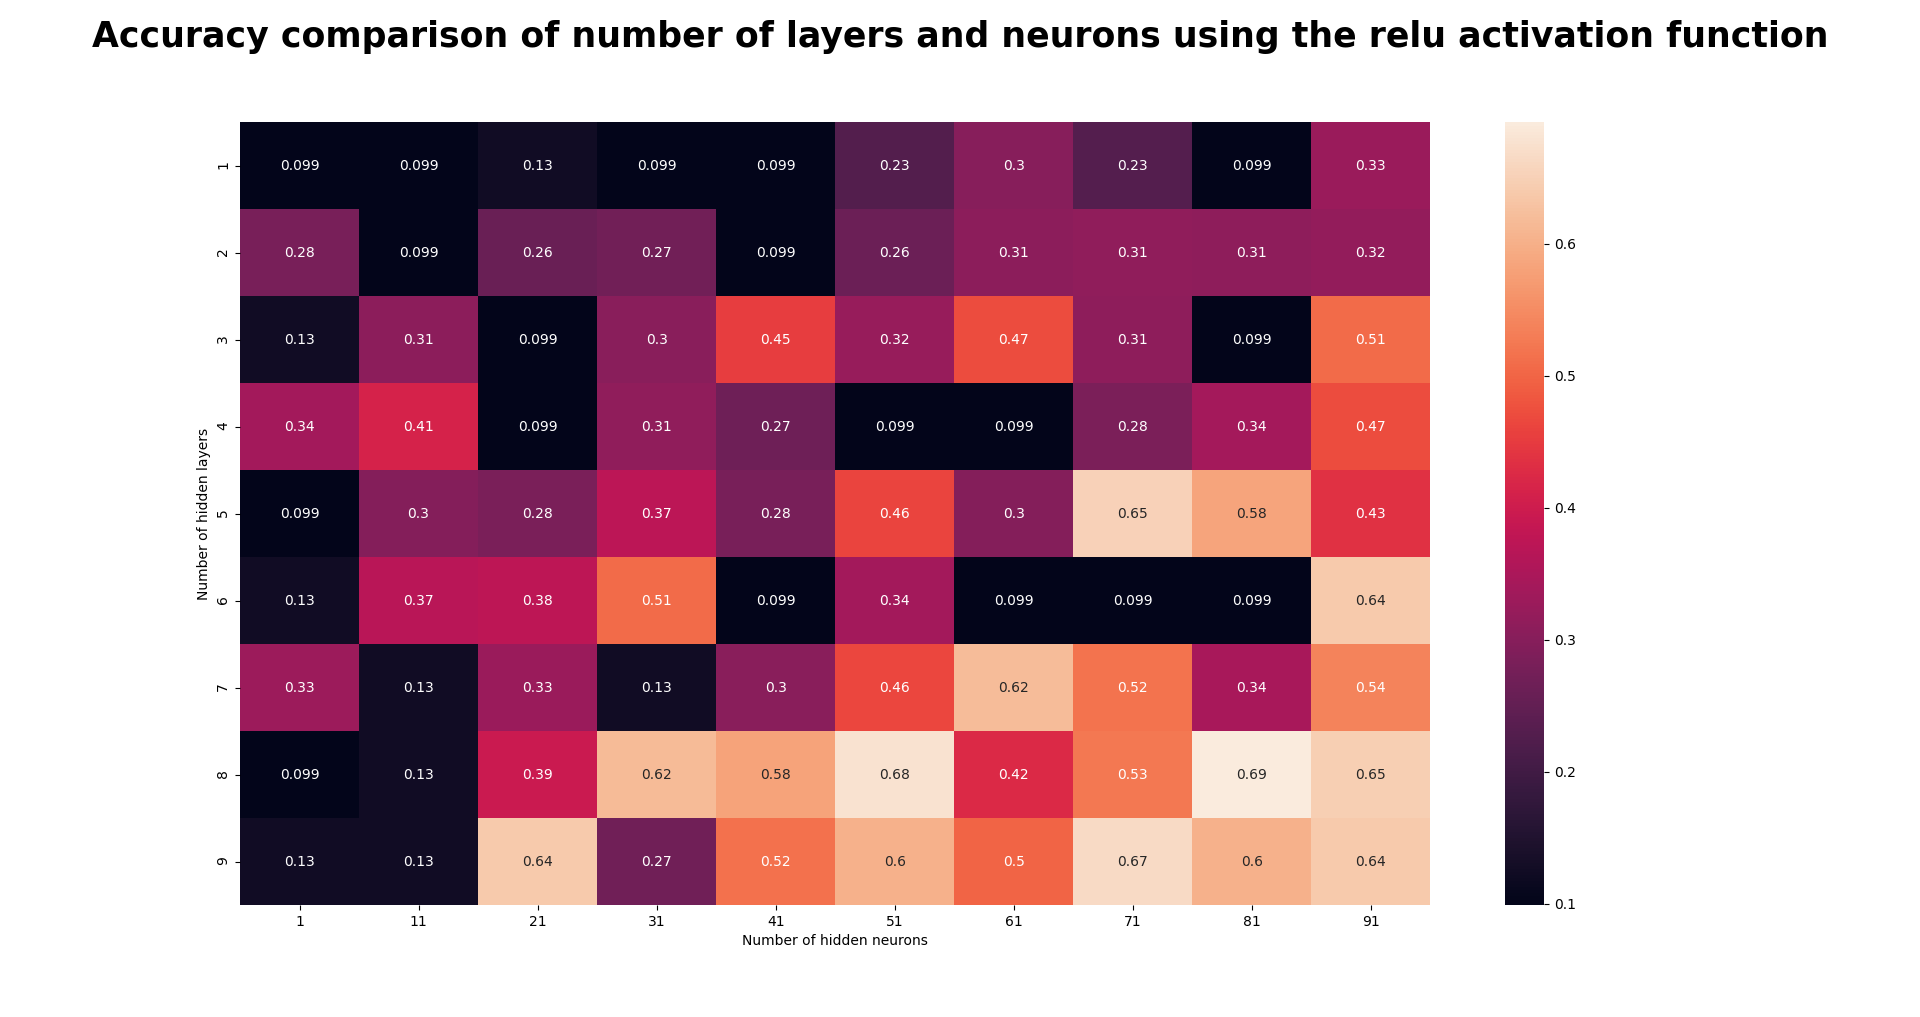 Accuracy comparison of number of layers and neurons using the relu activation function
1 0.099 0.099 0.13 0.099 0.099 0.23 0.3 0.23 0.099 0.33
2 0.28 0.099 0.26 0.27 0.099 0.26 0.31 0.31 0.31 0.32
3 0.13 0.31 0.099 0.3 0.45 0.32 0.47 0.31 0.099 0.51
4 0.34 0.41 0.099 0.31 0.27 0.099 0.099 0.28 0.34 0.47
5 0.099 0.3 0.28 0.37 0.28 0.46 0.3 0.65 0.58 0.43
6 0.13 0.37 0.38 0.51 0.099 0.34 0.099 0.099 0.099 0.64
7 0.33 0.13 0.33 0.13 0.3 0.46 0.62 0.52 0.34 0.54
8 0.099 0.13 0.39 0.62 0.58 0.68 0.42 0.53 0.69 0.65
9 0.13 0.13 0.64 0.27 0.52 0.6 0.5 0.67 0.6 0.64
1 11 21 31 41 51 61 71 81 91
Number of hidden neurons
Number of hidden layers
0.6
0.5
0.4
0.3
0.2
0.1